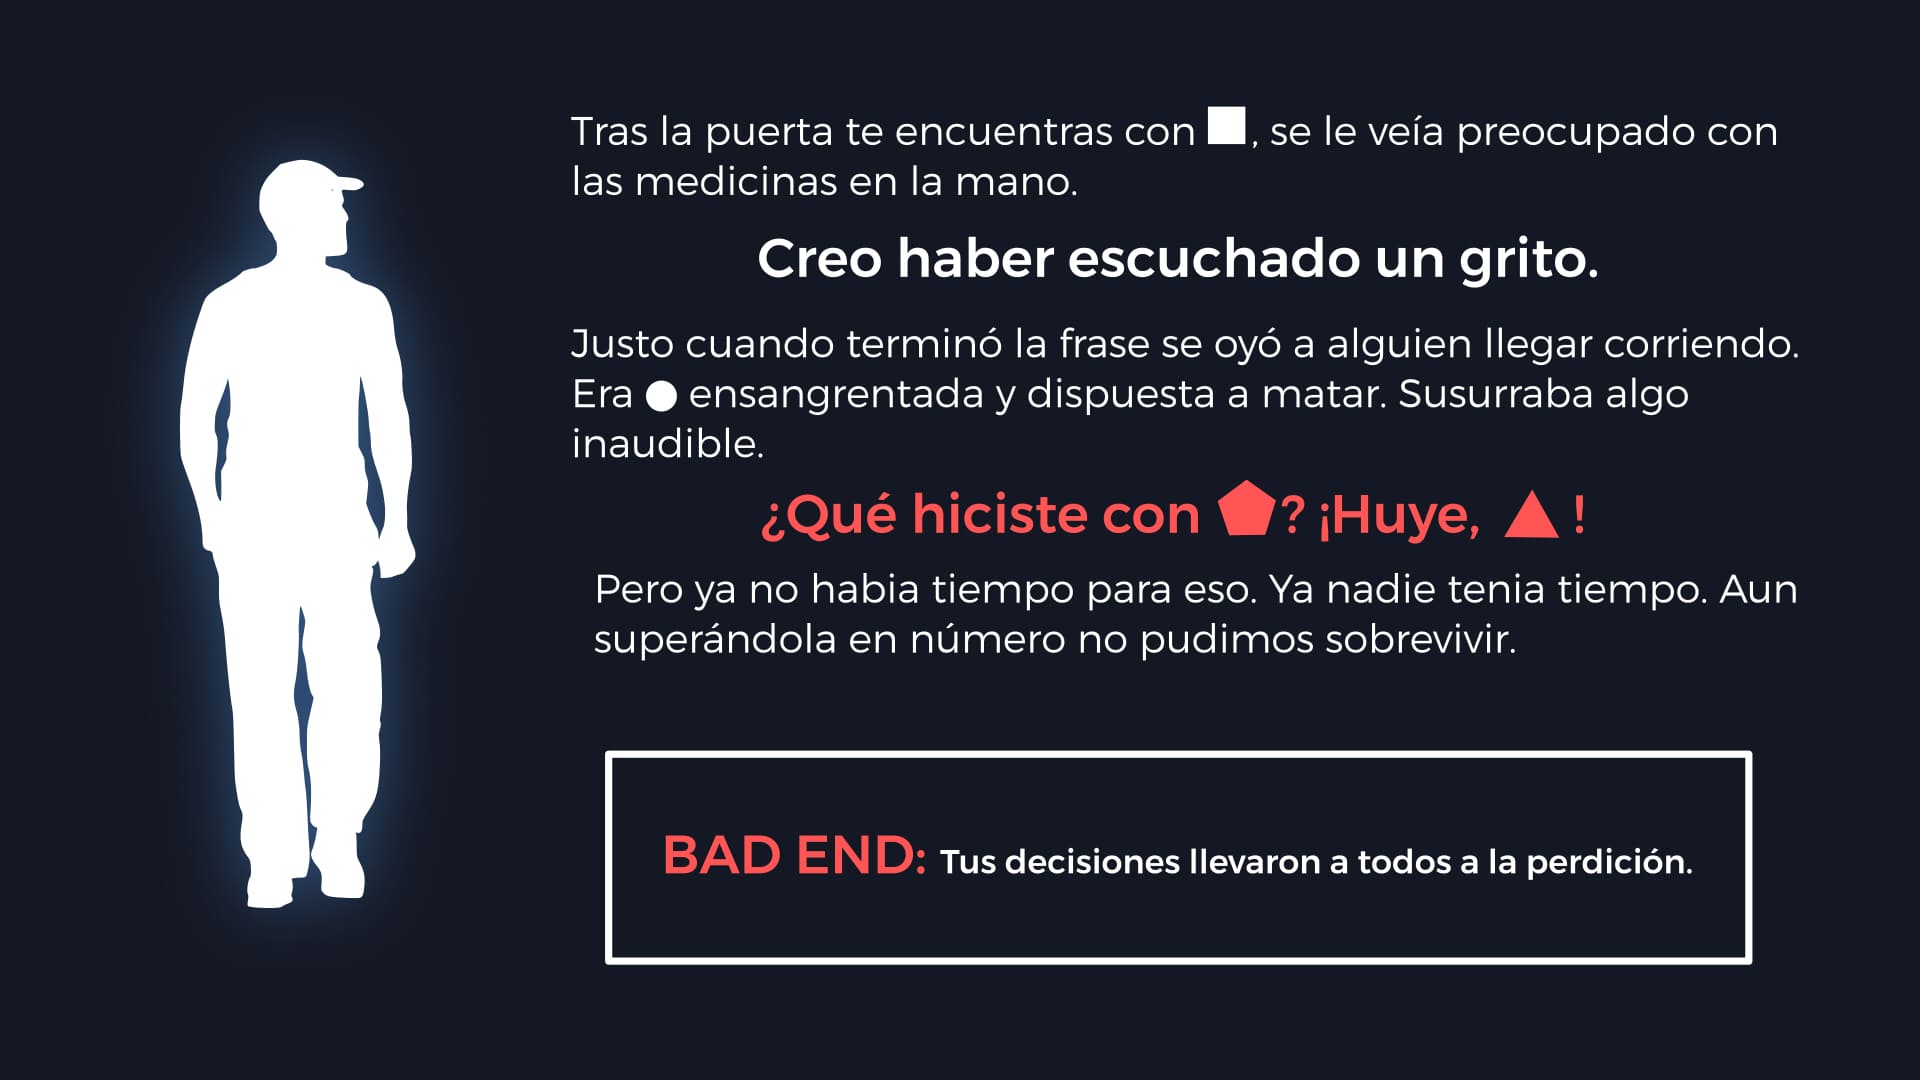 Tras la puerta te encuentras con ■, se le veía preocupado con
las medicinas en la mano.
Creo haber escuchado un grito.
Justo cuando terminó la frase se oyó a alguien llegar corriendo.
Era ● ensangrentada y dispuesta a matar. Susurraba algo
inaudible.
¿Qué hiciste con ⬟? ¡Huye, ▲ !
Pero ya no habia tiempo para eso. Ya nadie tenia tiempo. Aun
superándola en número no pudimos sobrevivir.
BAD END: Tus decisiones llevaron a todos a la perdición.